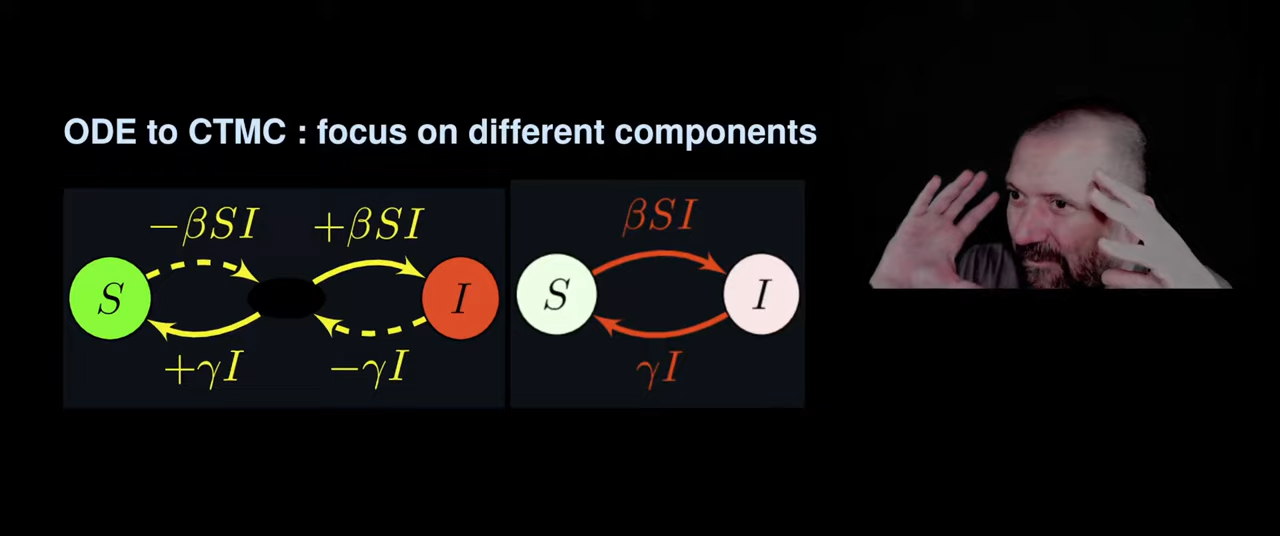 ODE to CTMC : focus on different components
−βSI +βSI
S I
+γI −γI
βSI
S I
γI